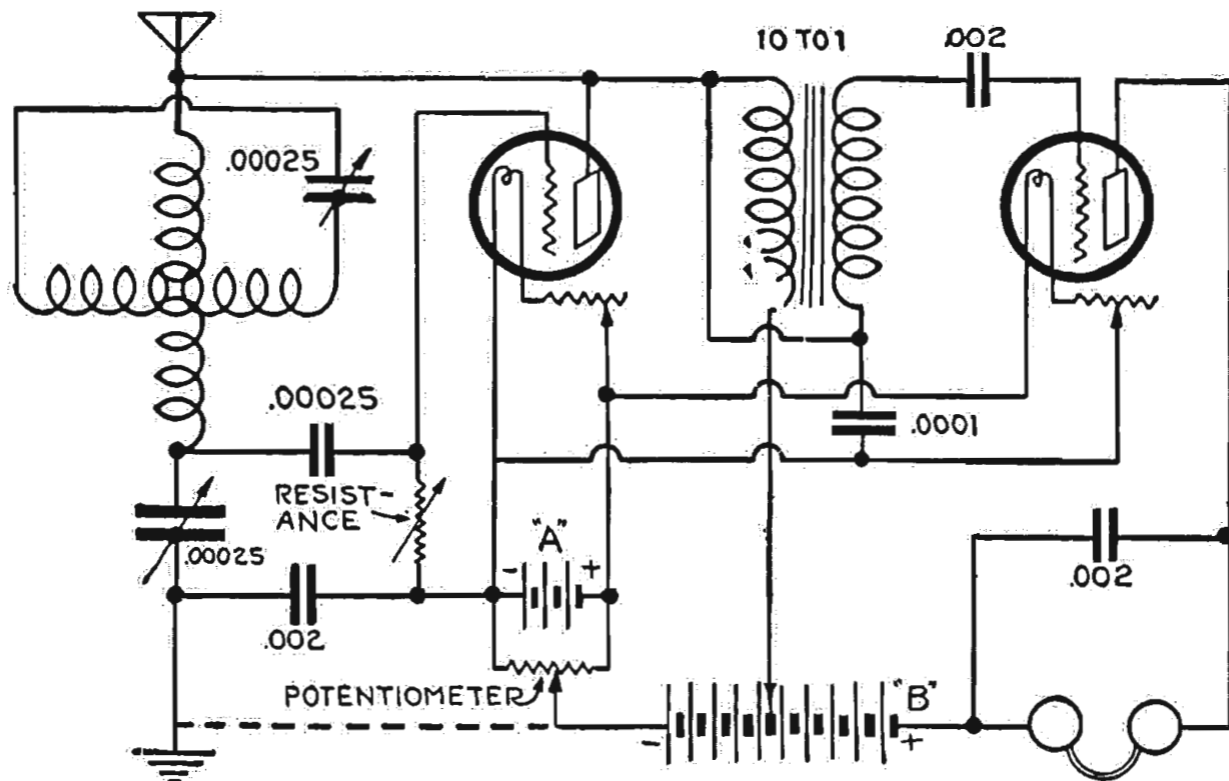 10 TO 1
.002
.00025
.00025
.0001
RESIST-
ANCE
"A"
- +
.00025
.002
.002
POTENTIOMETER
"B"
- +